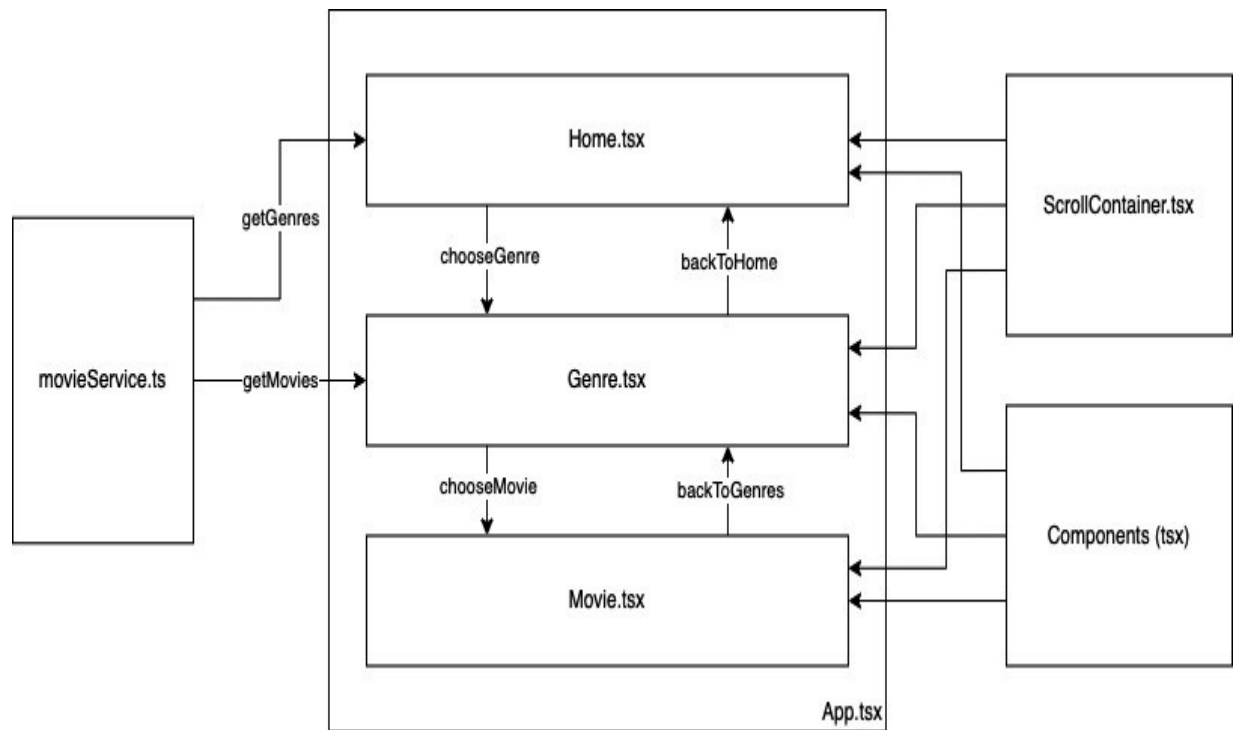 Home.tsx
ScrollContainer.tsx
getGenres
chooseGenre
backToHome
movieService.ts
getMovies
Genre.tsx
chooseMovie
backToGenres
Components (tsx)
Movie.tsx
App.tsx